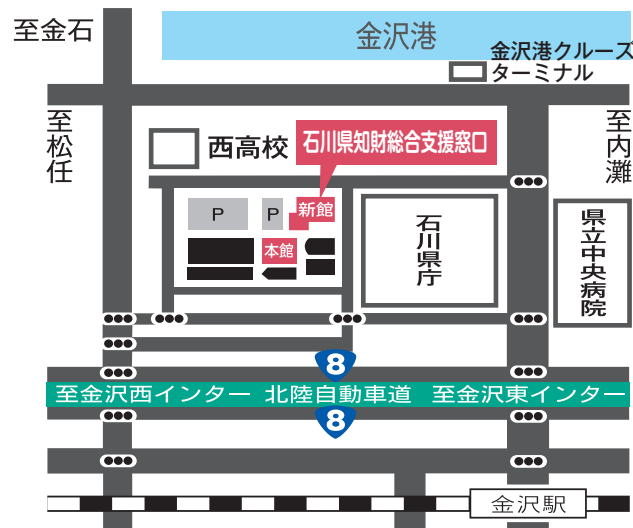 至金石
金沢港
金沢港クルーズ
ターミナル
至松任
西高校
石川県知財総合支援窓口
至内灘
P
P
新館
本館
石川県庁
県立中央病院
8
至金沢西インター 北陸自動車道 至金沢東インター
8
金沢駅